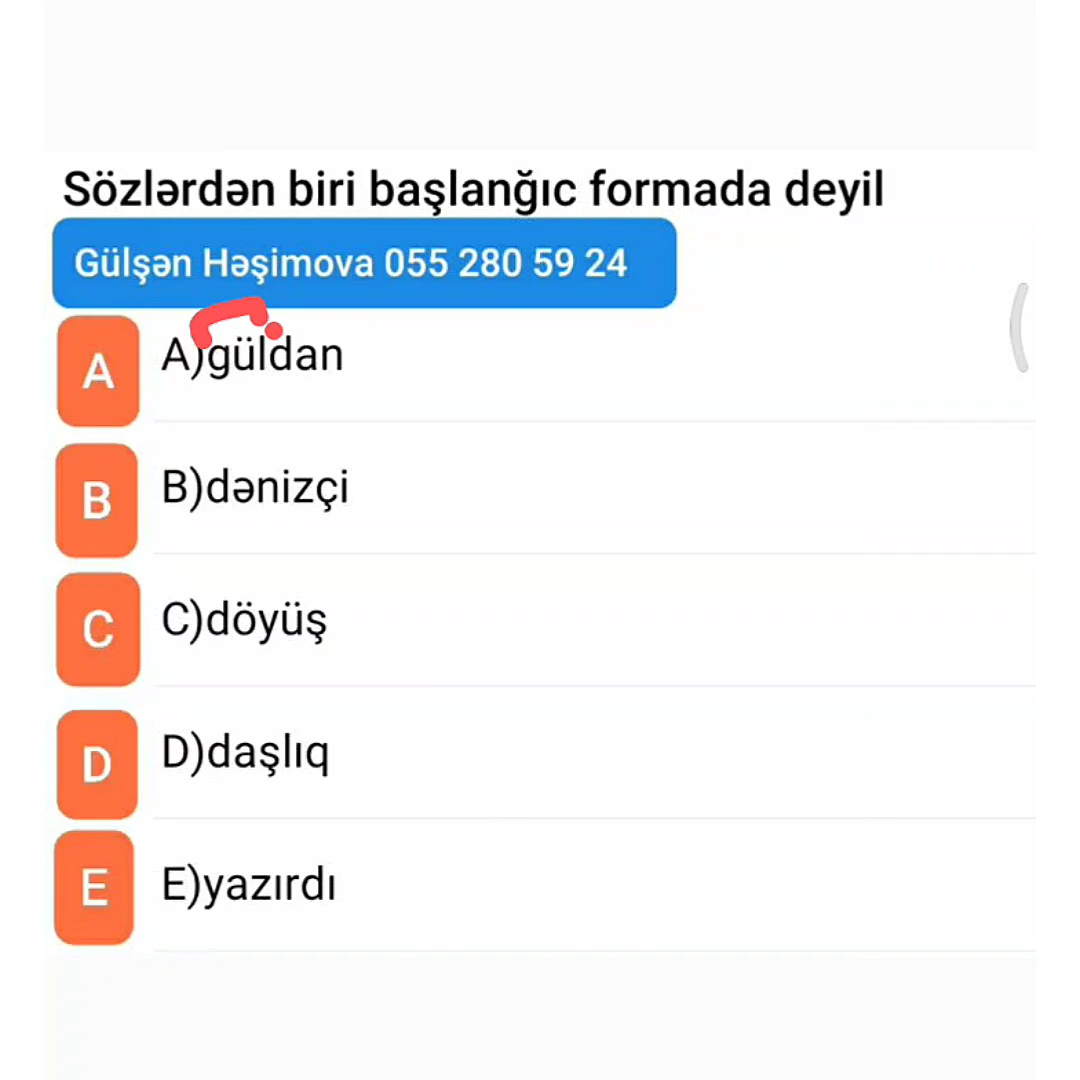 Sözlərdən biri başlanğıc formada deyil
Gülşən Həşimova 055 280 59 24
A A)güldan
B B)dənizçi
C C)döyüş
D D)daşlıq
E E)yazırdı